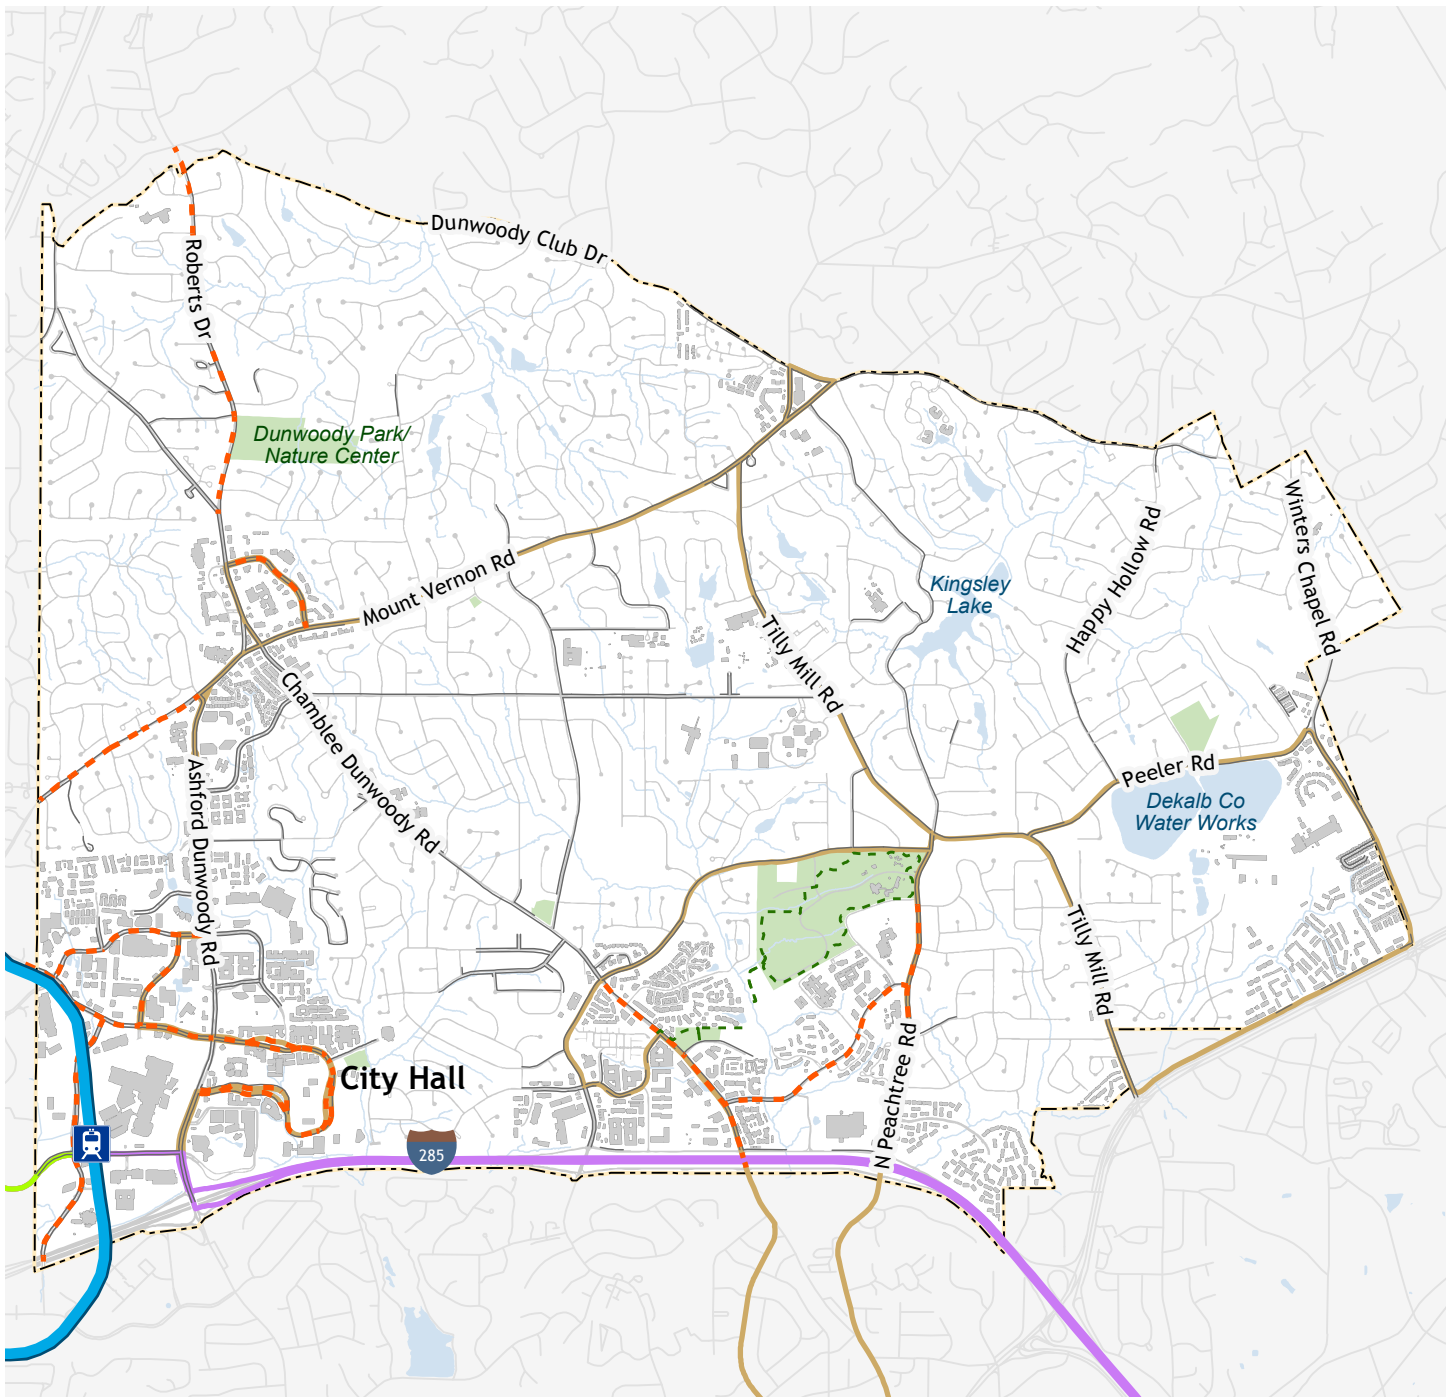 Dunwoody Club Dr
Roberts Dr
Dunwoody Park/
Nature Center
Winters Chapel Rd
Happy Hollow Rd
Mount Vernon Rd
Kingsley
Lake
Tilly Mill Rd
Chamblee Dunwoody Rd
Ashford Dunwoody Rd
Peeler Rd
Dekalb Co
Water Works
Tilly Mill Rd
City Hall
N Peachtree Rd
285